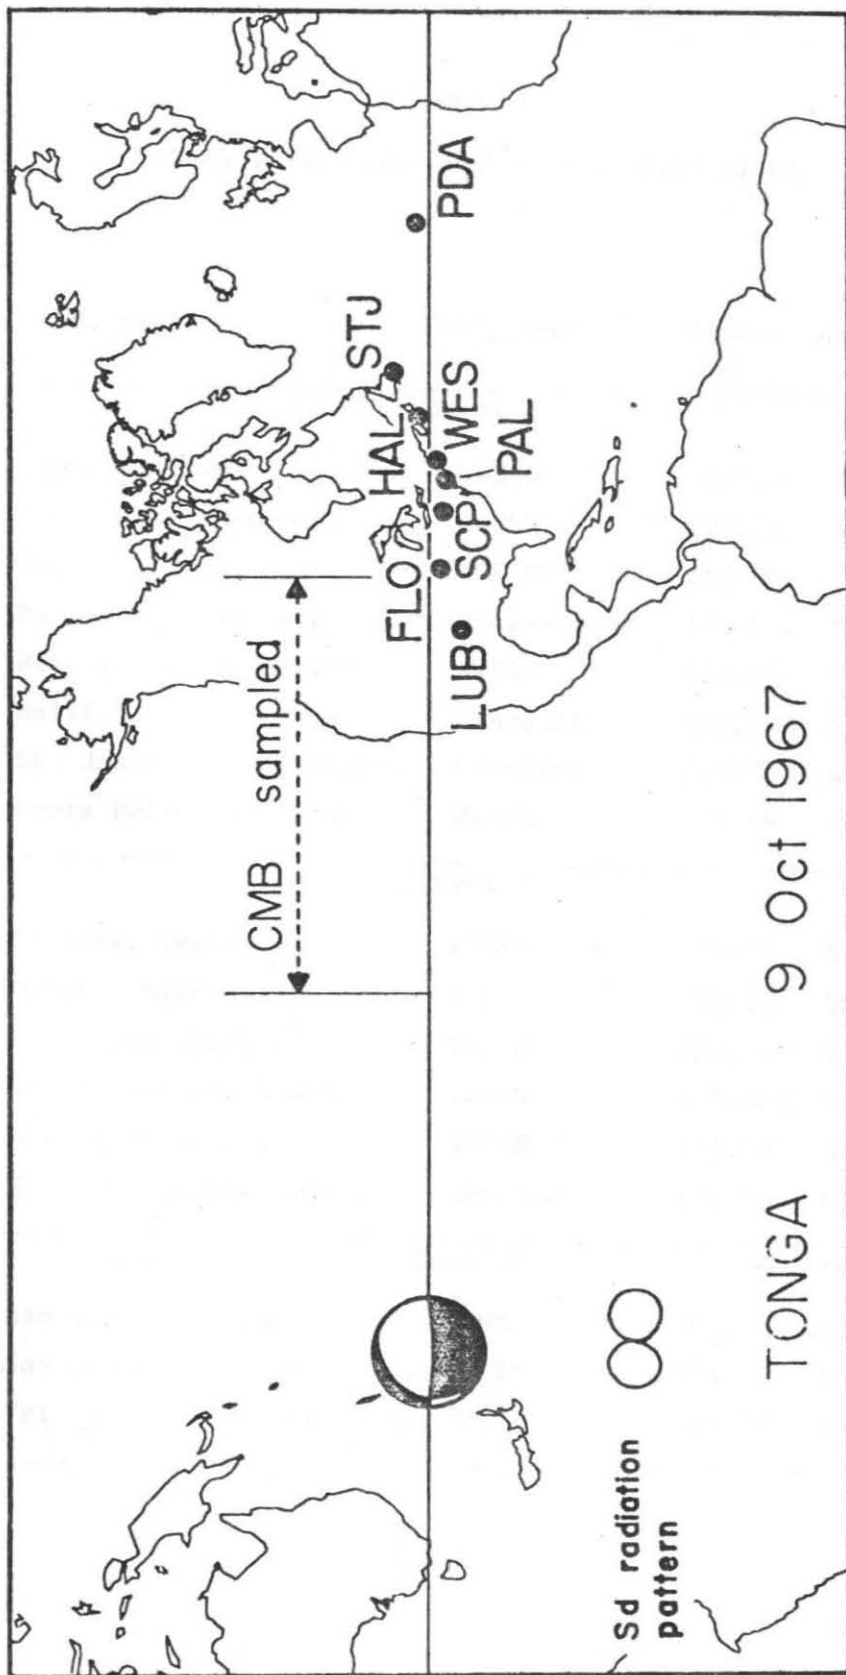 CMB sampled
FLO
LUB
SCP
HAL
WES
PAL
STJ
PDA
Sd radiation
pattern
TONGA 9 Oct 1967